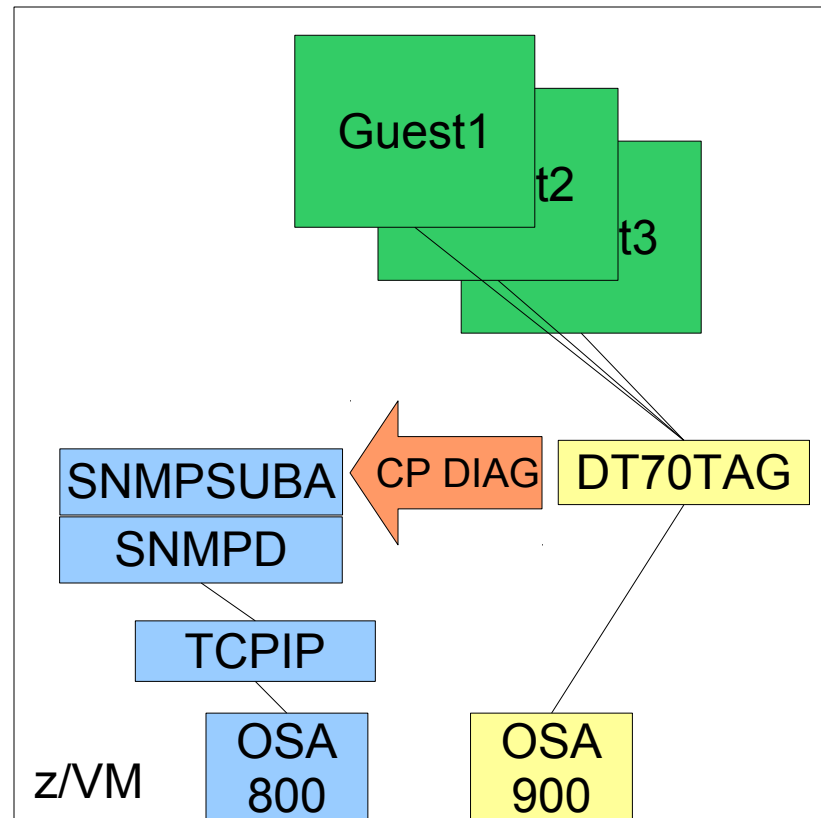 Guest1
t2
t3
CP DIAG
DT70TAG
SNMPSUBA
SNMPD
TCPIP
OSA
800
OSA
900
z/VM